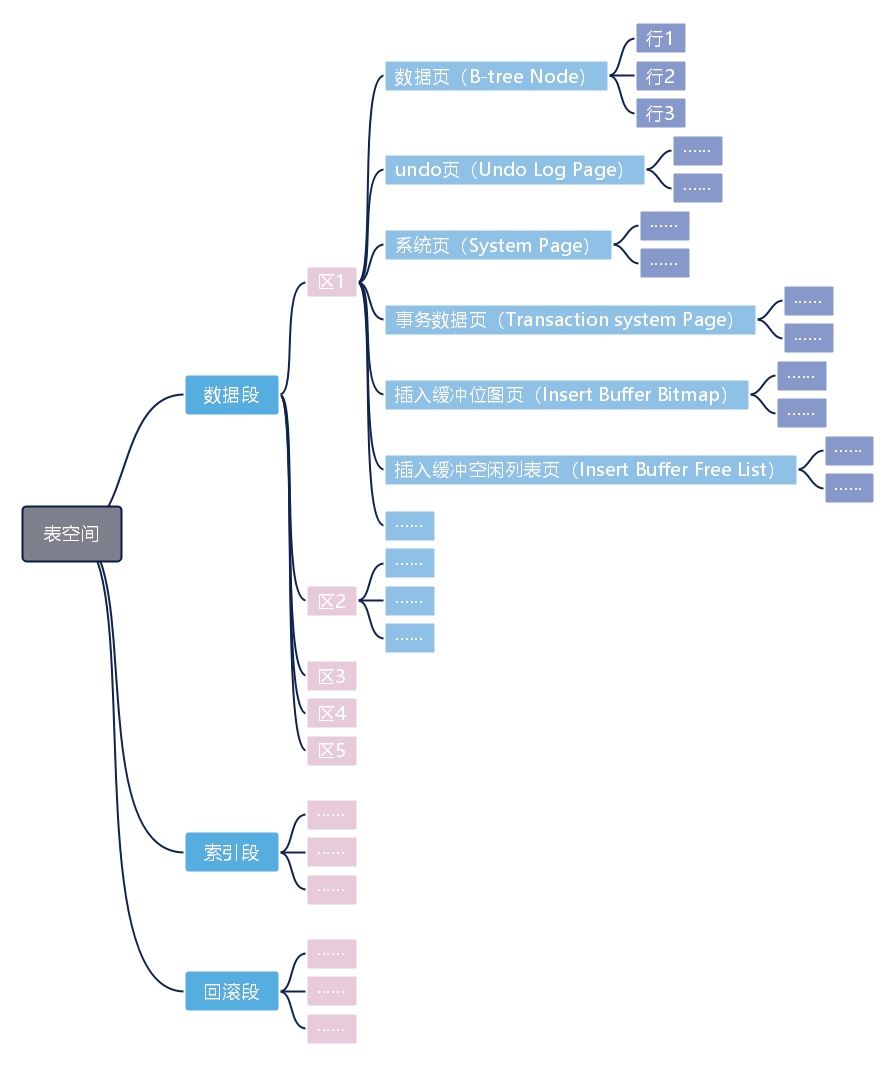 表空间
数据段
区1
数据页（B-tree Node）
行1
行2
行3
undo页（Undo Log Page）
……
……
系统页（System Page）
……
……
事务数据页（Transaction system Page）
……
……
插入缓冲位图页（Insert Buffer Bitmap）
……
……
插入缓冲空闲列表页（Insert Buffer Free List）
……
……
……
区2
……
……
……
区3
区4
区5
索引段
……
……
……
回滚段
……
……
……